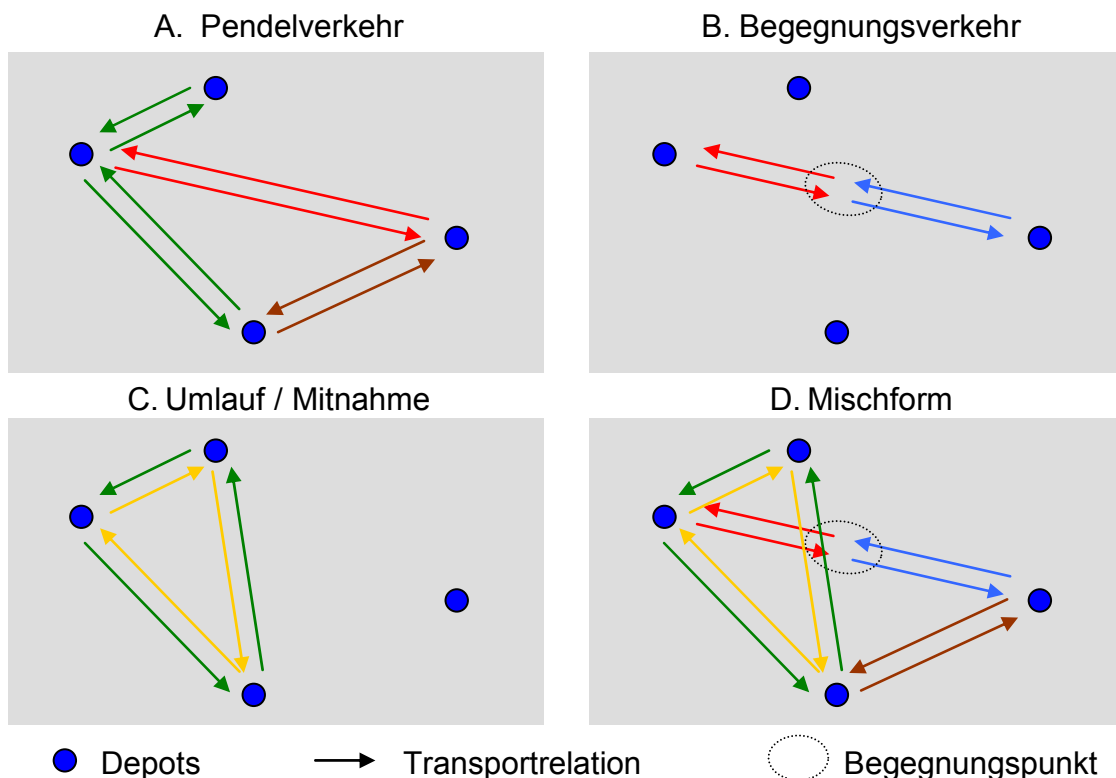 A. Pendelverkehr
B. Begegnungsverkehr
C. Umlauf / Mitnahme
D. Mischform
Depots
Transportrelation
Begegnungspunkt